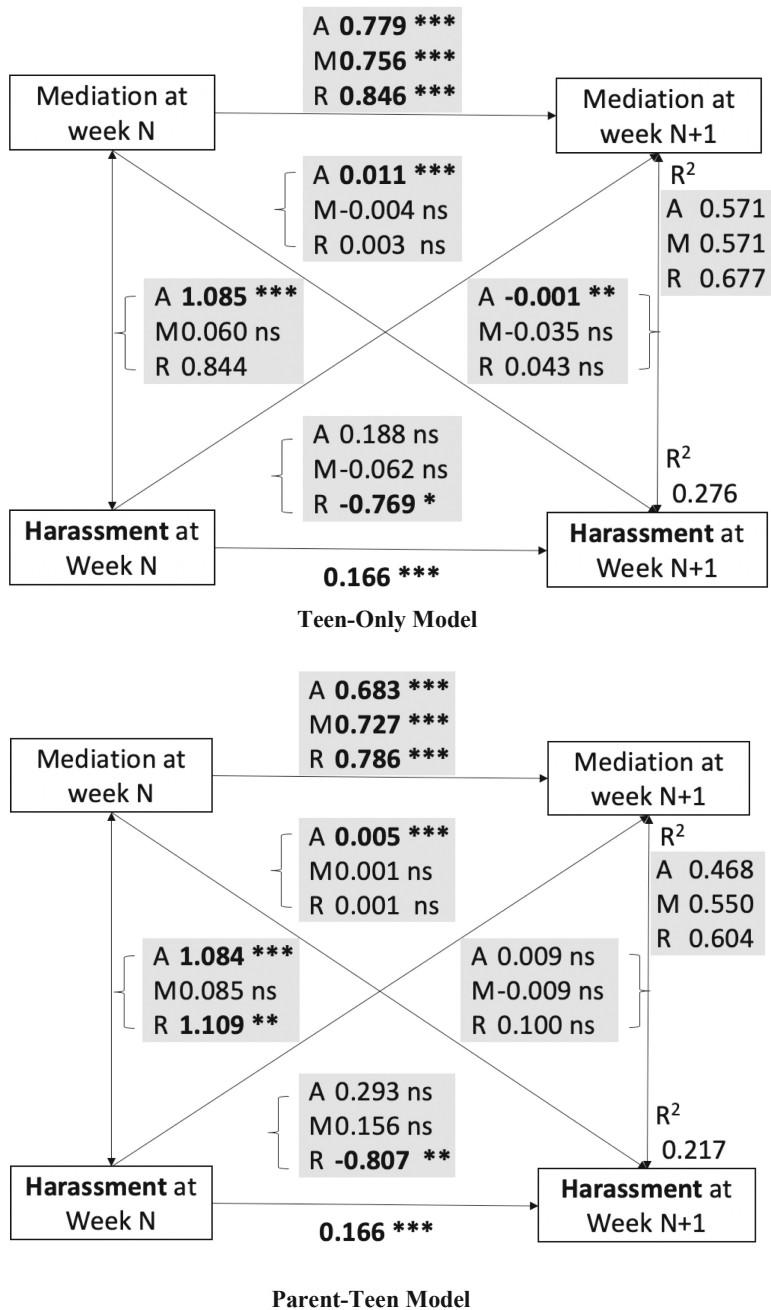 A 0.779 ***
M 0.756 ***
R 0.846 ***
Mediation at
week N
Mediation at
week N+1
A 0.011 ***
M -0.004 ns
R 0.003 ns
R²
A 0.571
M 0.571
R 0.677
A 1.085 ***
M 0.060 ns
R 0.844
A -0.001 **
M -0.035 ns
R 0.043 ns
A 0.188 ns
M -0.062 ns
R -0.769 *
R²
0.276
Harassment at
Week N
Harassment at
Week N+1
0.166 ***
Teen-Only Model
A 0.683 ***
M 0.727 ***
R 0.786 ***
Mediation at
week N
Mediation at
week N+1
A 0.005 ***
M 0.001 ns
R 0.001 ns
R²
A 0.468
M 0.550
R 0.604
A 1.084 ***
M 0.085 ns
R 1.109 **
A 0.009 ns
M -0.009 ns
R 0.100 ns
A 0.293 ns
M 0.156 ns
R -0.807 **
R²
0.217
Harassment at
Week N
Harassment at
Week N+1
0.166 ***
Parent-Teen Model